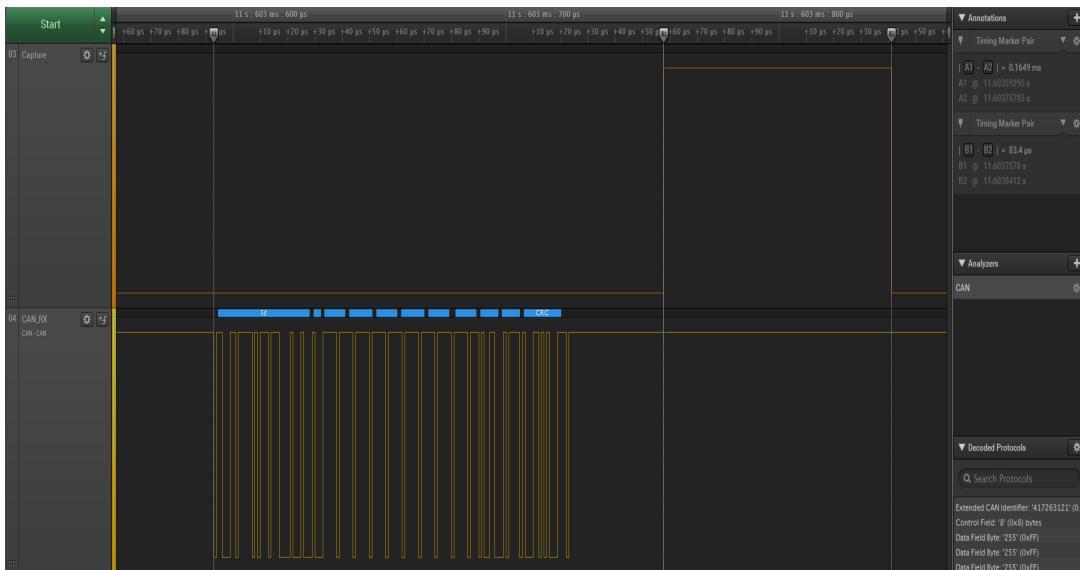 Start
11 s : 603 ms : 600 µs
11 s : 603 ms : 700 µs
11 s : 603 ms : 800 µs
+60 µs +70 µs +80 µs
A1
+10 µs +20 µs +30 µs +40 µs +50 µs +60 µs +70 µs +80 µs +90 µs
+10 µs +20 µs +30 µs +40 µs +50 µs
+60 µs +70 µs +80 µs +90 µs
+10 µs +20 µs +30 µs
+50 µs
03 Capture
04 CAN_RX
CAN - CAN
Id
CRC
Annotations
Timing Marker Pair
| A1 - A2 | = 0.1649 ms
A1 @ 11.60359295 s
A2 @ 11.60375785 s
Timing Marker Pair
| B1 - B2 | = 83.4 µs
B1 @ 11.6037578 s
B2 @ 11.6038412 s
Analyzers
CAN
Decoded Protocols
Search Protocols
Extended CAN Identifier: '417263121' (0.
Control Field: '8' (0x8) bytes
Data Field Byte: '255' (0xFF)
Data Field Byte: '255' (0xFF)
Data Field Byte: '255' (0xFF)